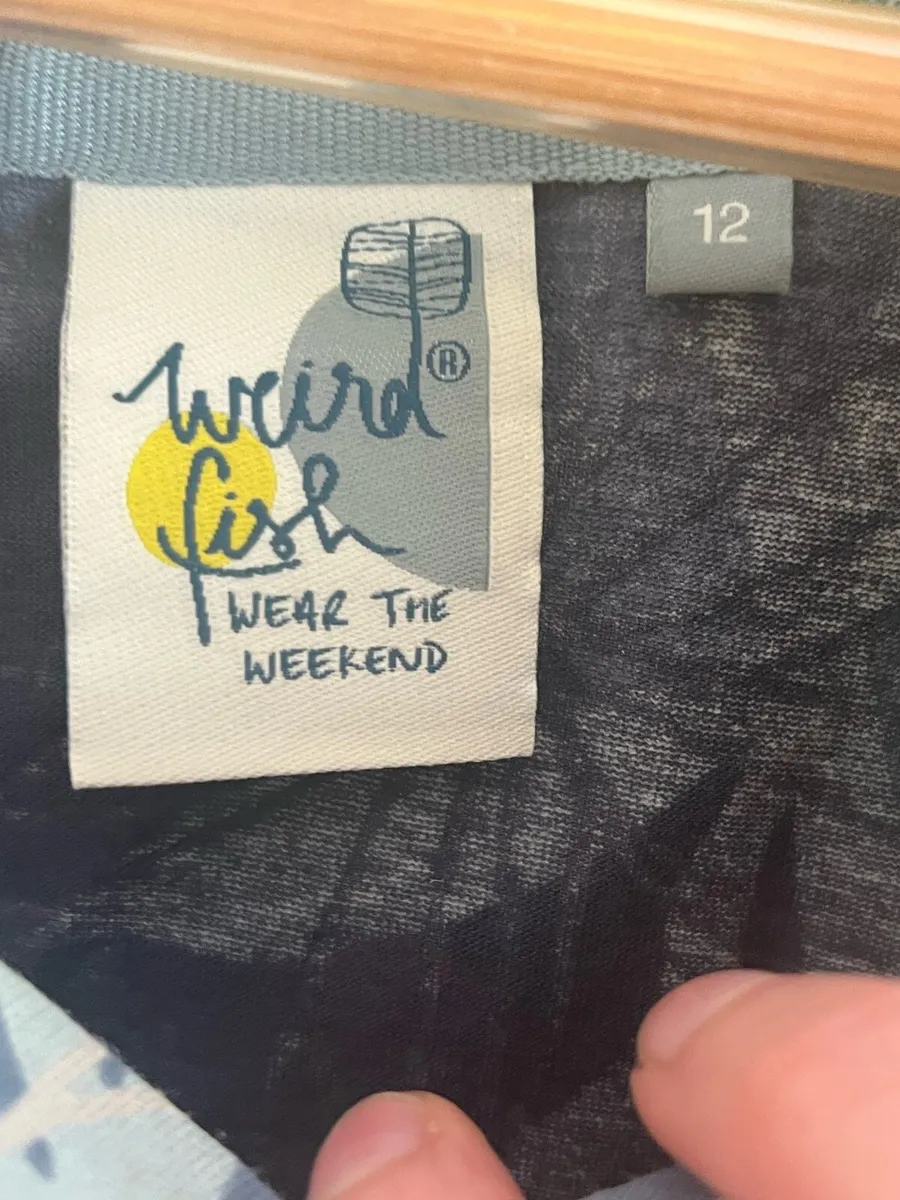 weird®
fish
WEAR THE
WEEKEND
12